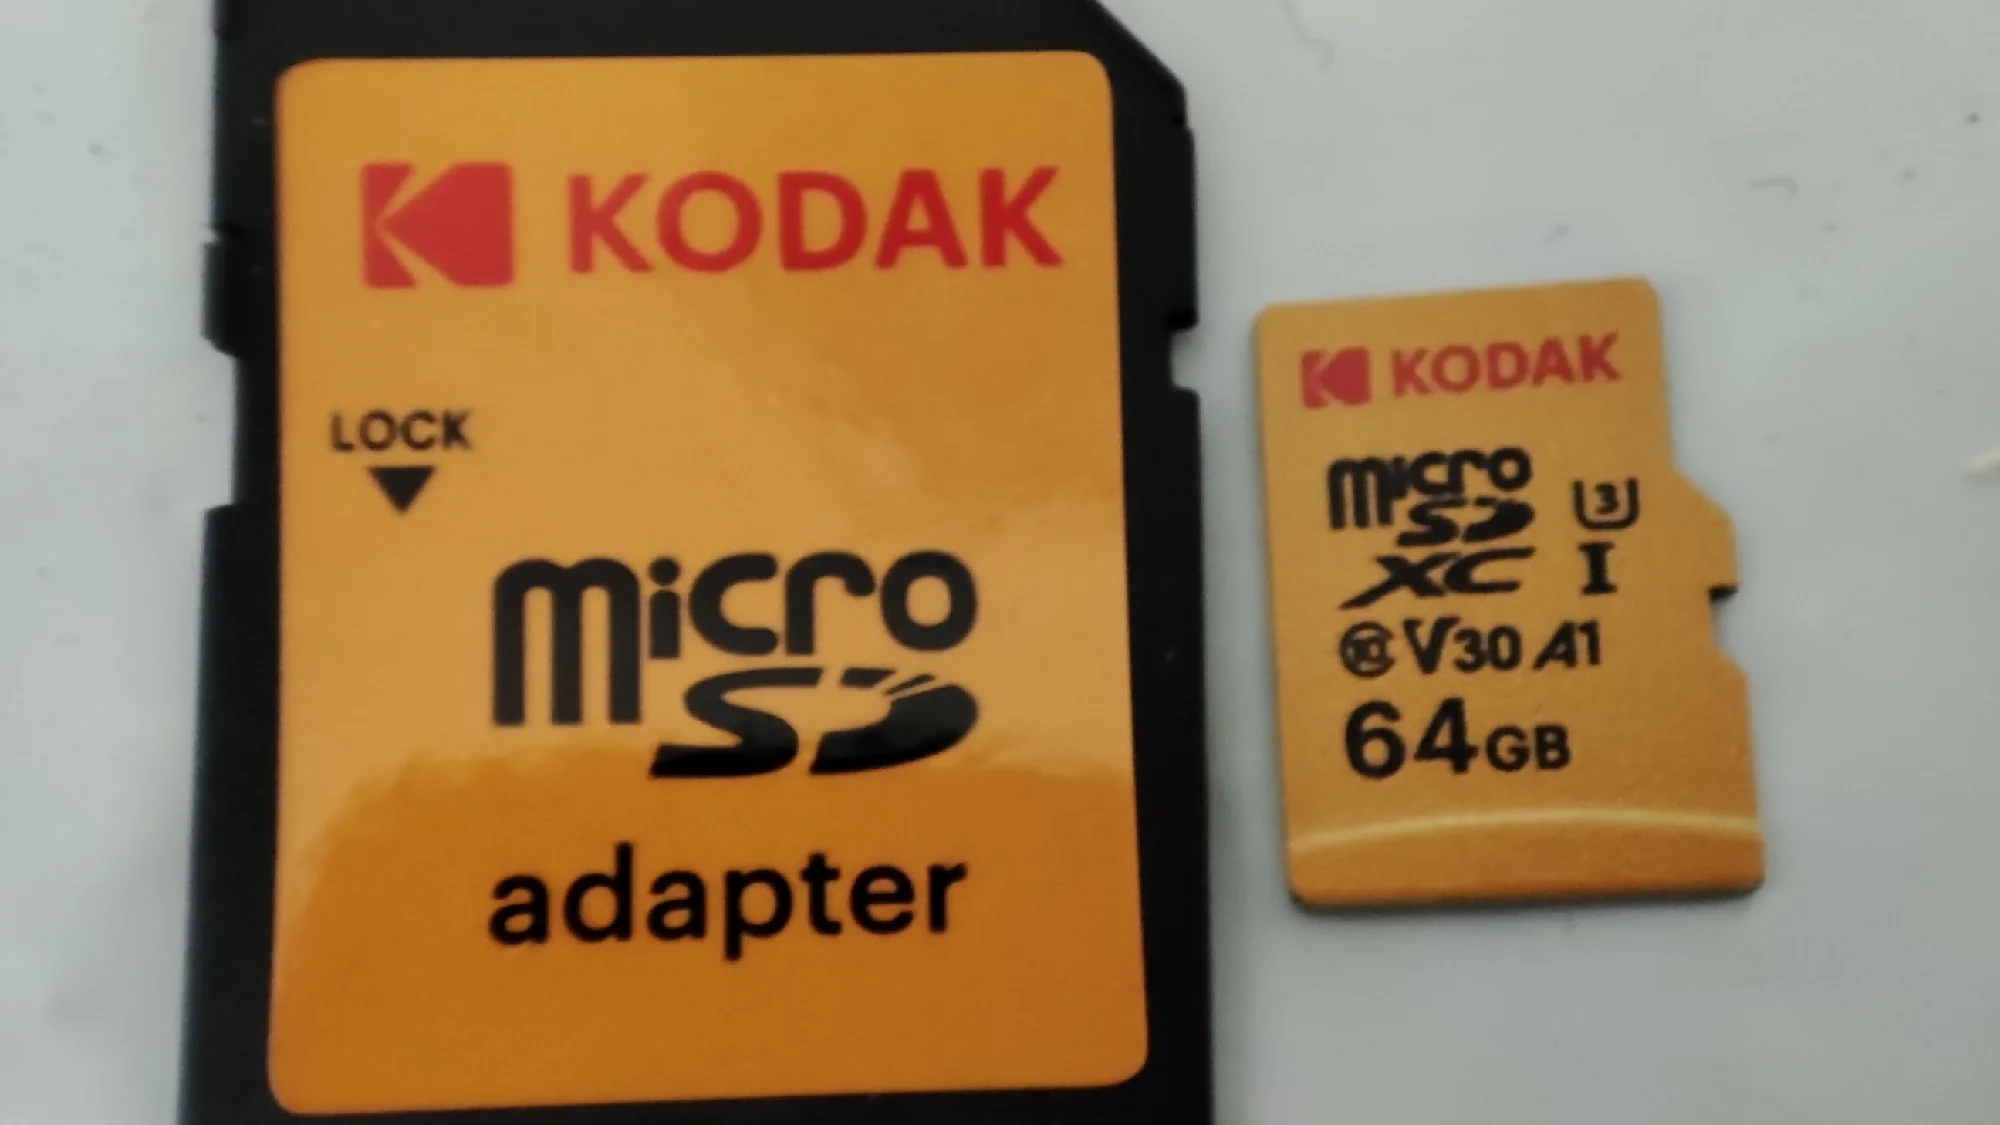 KODAK
LOCK
micro
SD
adapter
KODAK
micro
SD
XC
3
I
10 V30 A1
64GB